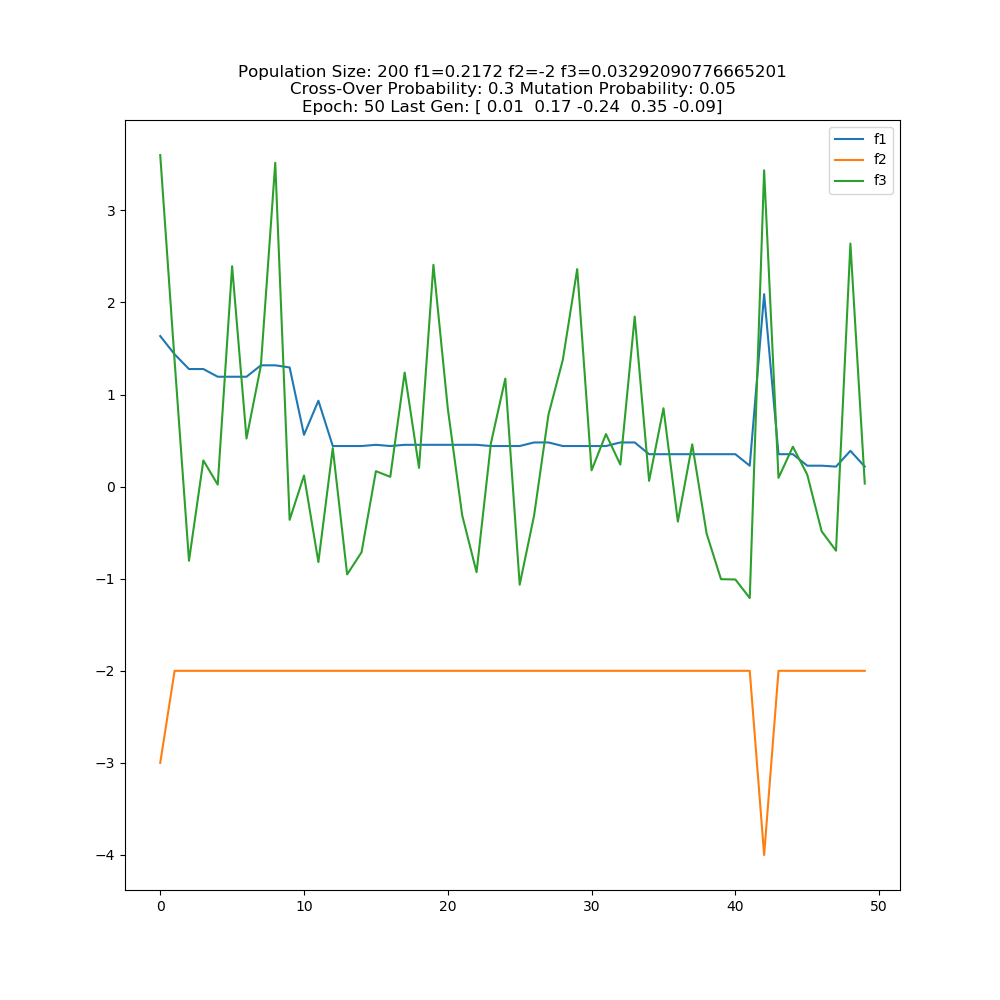 Population Size: 200 f1=0.2172 f2=-2 f3=0.03292090776665201
Cross-Over Probability: 0.3 Mutation Probability: 0.05
Epoch: 50 Last Gen: [ 0.01  0.17 -0.24  0.35 -0.09]
f1
f2
f3
3
2
1
0
−1
−2
−3
−4
0 10 20 30 40 50